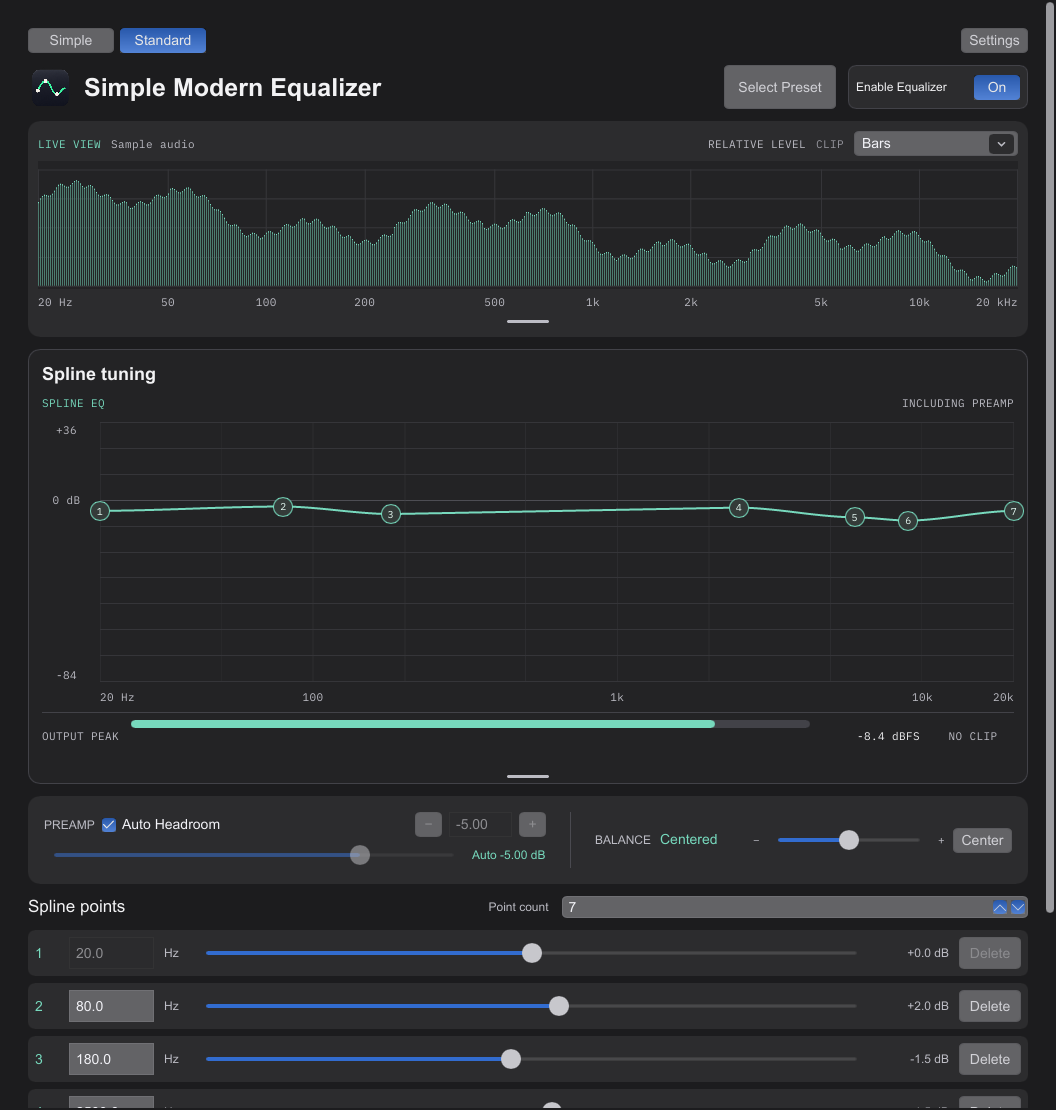 Simple Standard Settings
Simple Modern Equalizer Select Preset Enable Equalizer On
LIVE VIEW Sample audio RELATIVE LEVEL CLIP Bars
20 Hz 50 100 200 500 1k 2k 5k 10k 20 kHz
Spline tuning
SPLINE EQ INCLUDING PREAMP
+36
0 dB
1 2 3 4 5 6 7
-84
20 Hz 100 1k 10k 20k
OUTPUT PEAK -8.4 dBFS NO CLIP
PREAMP Auto Headroom − -5.00 +
Auto -5.00 dB
BALANCE Centered − + Center
Spline points Point count 7
1 20.0 Hz +0.0 dB Delete
2 80.0 Hz +2.0 dB Delete
3 180.0 Hz -1.5 dB Delete